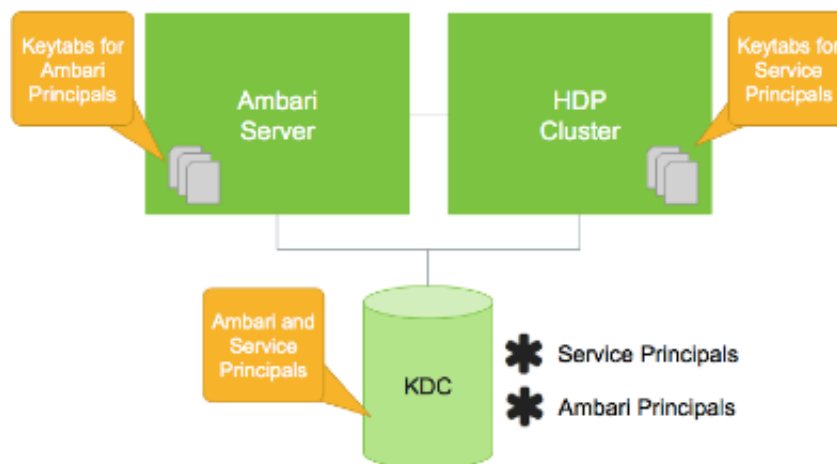 Keytabs for
Ambari
Principals
Ambari
Server
HDP
Cluster
Keytabs for
Service
Principals
Ambari and
Service
Principals
KDC
Service Principals
Ambari Principals